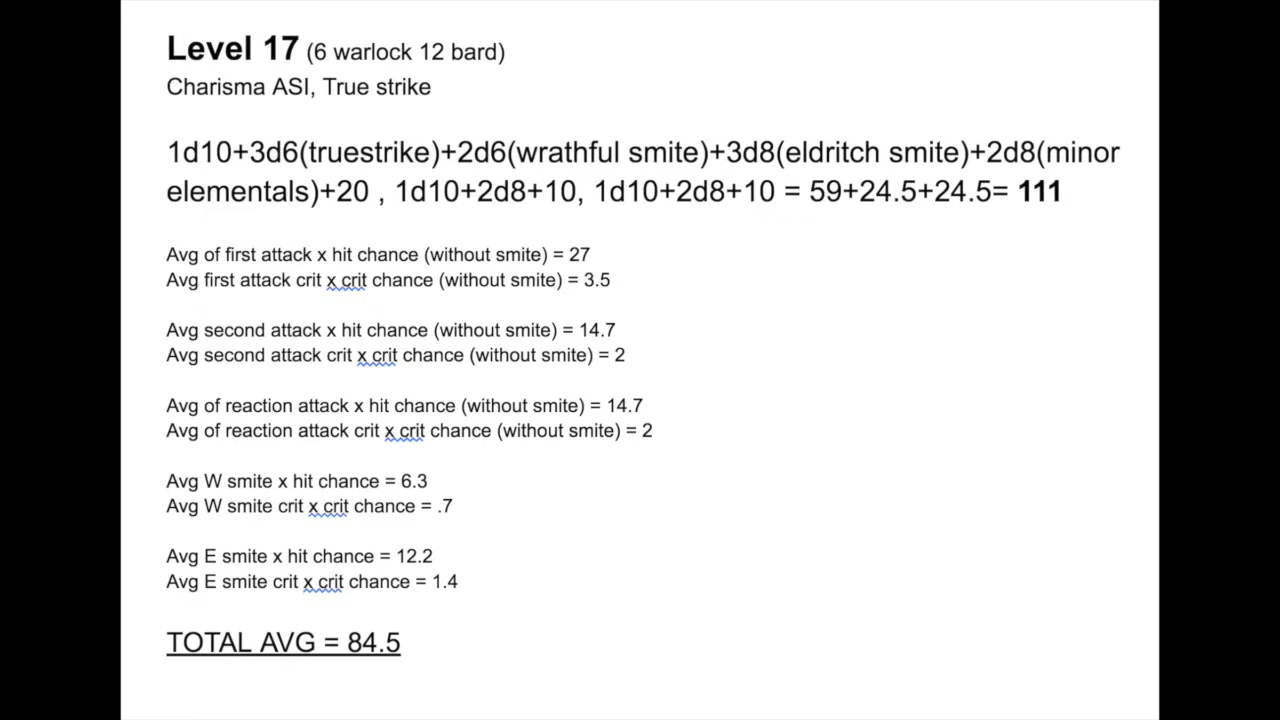 Level 17 (6 warlock 12 bard)
Charisma ASI, True strike
1d10+3d6(truestrike)+2d6(wrathful smite)+3d8(eldritch smite)+2d8(minor
elementals)+20 , 1d10+2d8+10, 1d10+2d8+10 = 59+24.5+24.5= 111
Avg of first attack x hit chance (without smite) = 27
Avg first attack crit x crit chance (without smite) = 3.5
Avg second attack x hit chance (without smite) = 14.7
Avg second attack crit x crit chance (without smite) = 2
Avg of reaction attack x hit chance (without smite) = 14.7
Avg of reaction attack crit x crit chance (without smite) = 2
Avg W smite x hit chance = 6.3
Avg W smite crit x crit chance = .7
Avg E smite x hit chance = 12.2
Avg E smite crit x crit chance = 1.4
TOTAL AVG = 84.5